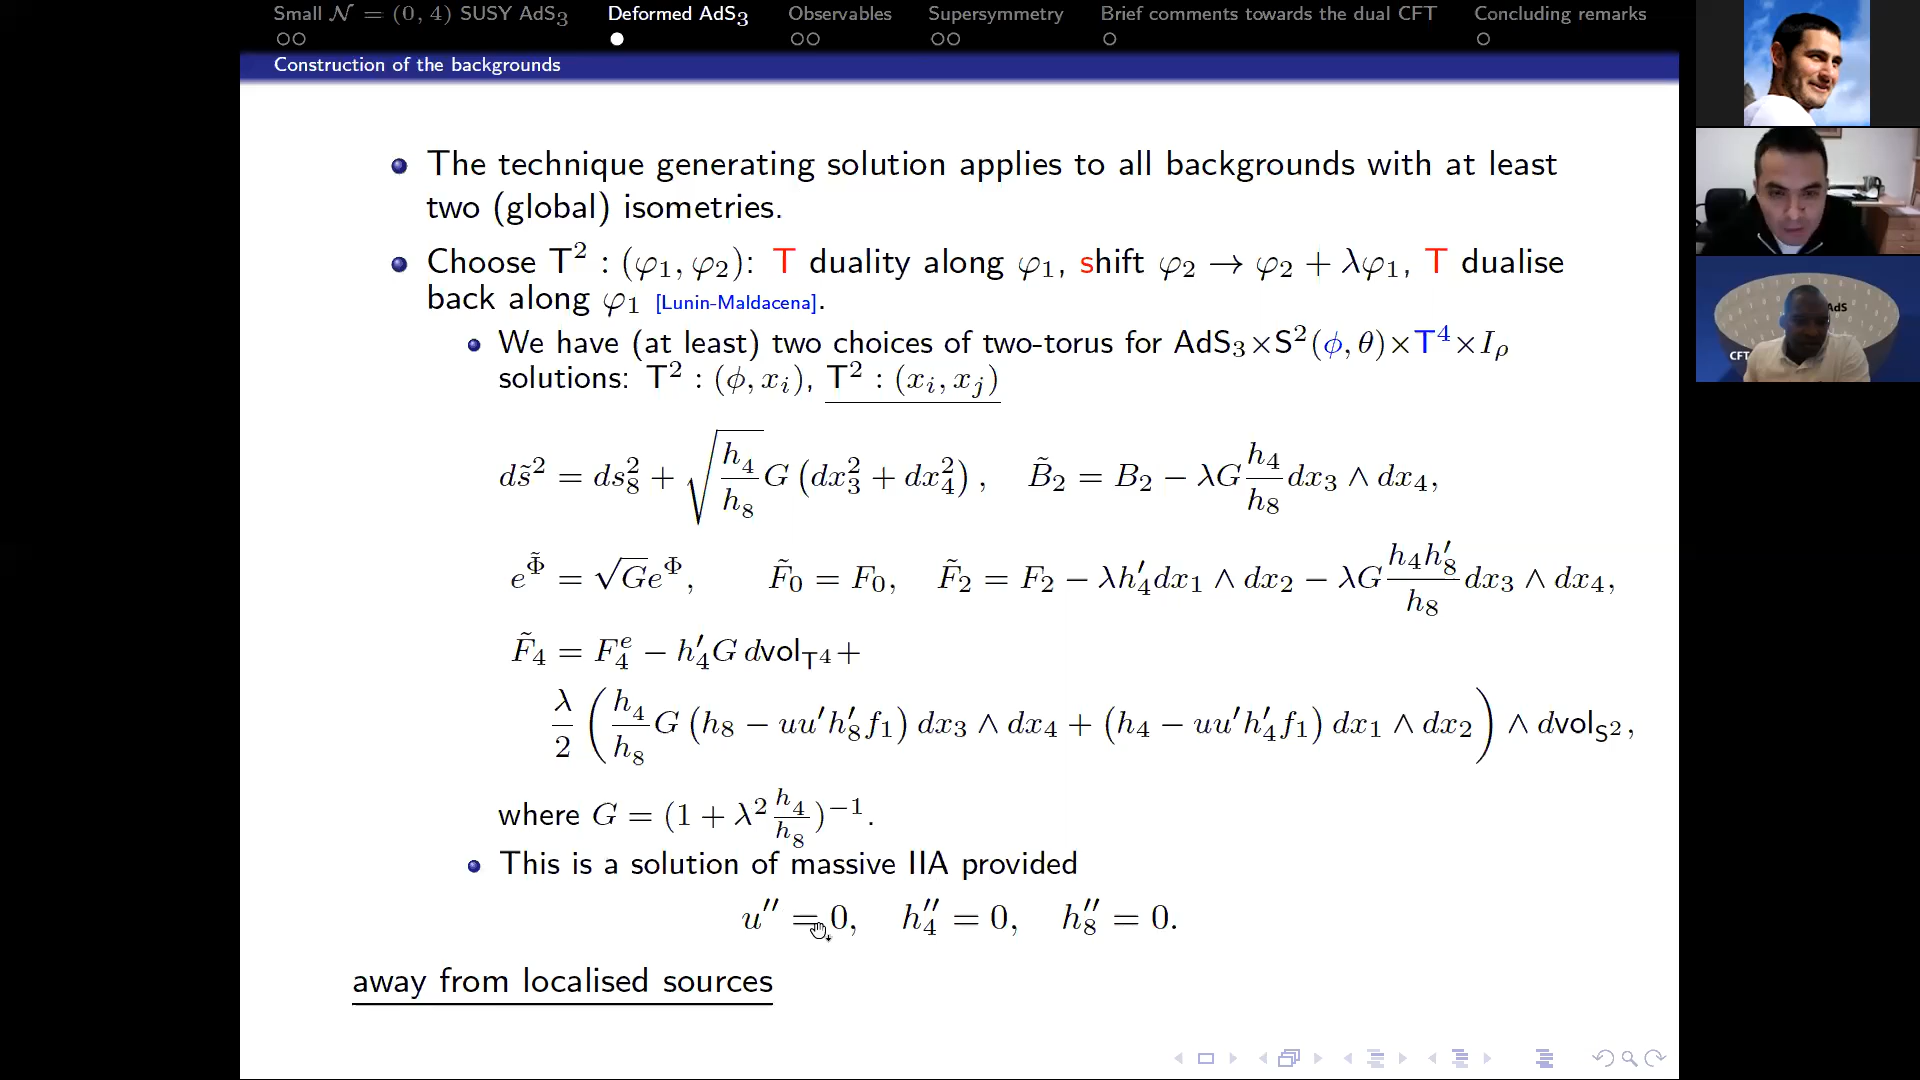 Small 𝒩 = (0, 4) SUSY AdS₃ Deformed AdS₃ Observables Supersymmetry Brief comments towards the dual CFT Concluding remarks
Construction of the backgrounds
The technique generating solution applies to all backgrounds with at least
two (global) isometries.
Choose T² : (φ₁, φ₂): T duality along φ₁, shift φ₂ → φ₂ + λφ₁, T dualise
back along φ₁ [Lunin-Maldacena].
We have (at least) two choices of two-torus for AdS₃×S²(ϕ, θ)×T⁴×I_ρ
solutions: T² : (ϕ, x_i), T² : (x_i, x_j)
ds̃² = ds₈² + √(h₄/h₈) G (dx₃² + dx₄²), B̃₂ = B₂ − λG h₄/h₈ dx₃ ∧ dx₄,
e^Φ̃ = √G e^Φ, F̃₀ = F₀, F̃₂ = F₂ − λh₄′dx₁ ∧ dx₂ − λG h₄h₈′/h₈ dx₃ ∧ dx₄,
F̃₄ = F₄ᵉ − h₄′G dvol_T⁴ +
λ/2 (h₄/h₈ G (h₈ − uu′h₈′f₁) dx₃ ∧ dx₄ + (h₄ − uu′h₄′f₁) dx₁ ∧ dx₂) ∧ dvol_S²,
where G = (1 + λ² h₄/h₈)⁻¹.
This is a solution of massive IIA provided
u″ = 0, h₄″ = 0, h₈″ = 0.
away from localised sources
AdS
CFT